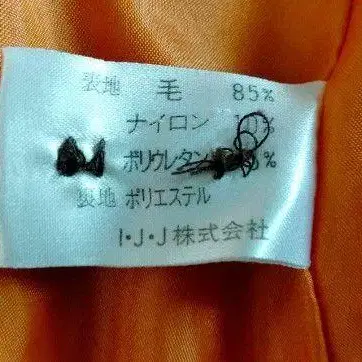 表地 毛 85%
ナイロン 10%
ポリウレタン %
裏地 ポリエステル
I・J・J株式会社